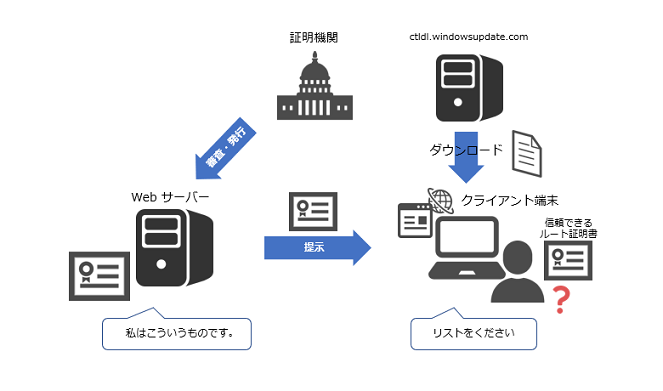 証明機関
ctldl.windowsupdate.com
審査・発行
ダウンロード
Web サーバー
クライアント端末
信頼できる
ルート証明書
提示
?
私はこういうものです。
リストをください